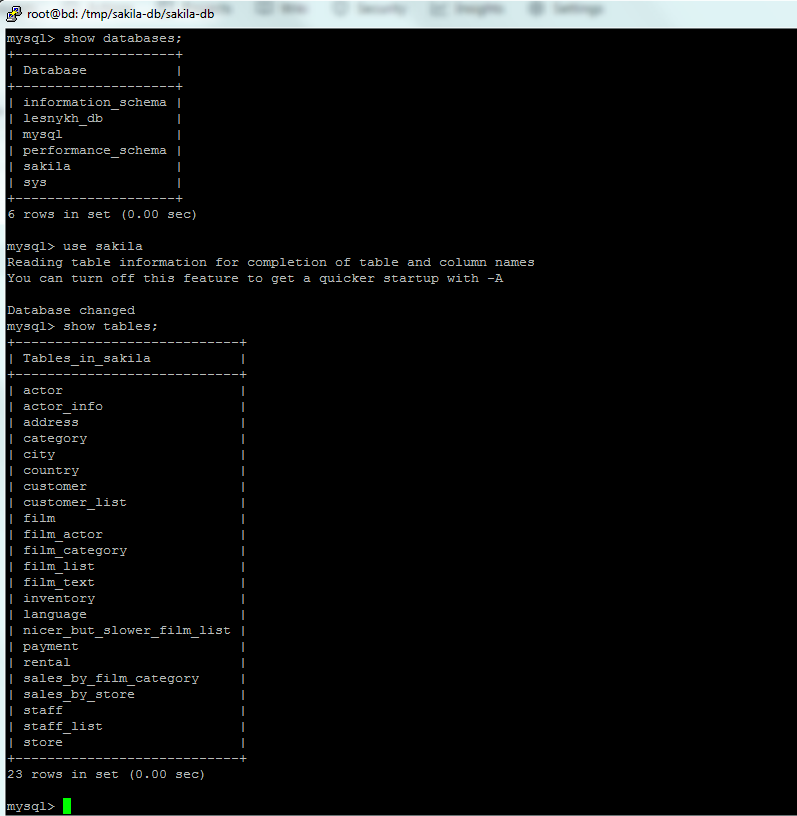 Wiki Security Insights Settings
root@bd: /tmp/sakila-db/sakila-db
mysql> show databases;
+--------------------+
| Database           |
+--------------------+
| information_schema |
| lesnykh_db         |
| mysql              |
| performance_schema |
| sakila             |
| sys                |
+--------------------+
6 rows in set (0.00 sec)
mysql> use sakila
Reading table information for completion of table and column names
You can turn off this feature to get a quicker startup with -A
Database changed
mysql> show tables;
+----------------------------+
| Tables_in_sakila           |
+----------------------------+
| actor                      |
| actor_info                 |
| address                    |
| category                   |
| city                       |
| country                    |
| customer                   |
| customer_list              |
| film                       |
| film_actor                 |
| film_category              |
| film_list                  |
| film_text                  |
| inventory                  |
| language                   |
| nicer_but_slower_film_list |
| payment                    |
| rental                     |
| sales_by_film_category     |
| sales_by_store             |
| staff                      |
| staff_list                 |
| store                      |
+----------------------------+
23 rows in set (0.00 sec)
mysql>